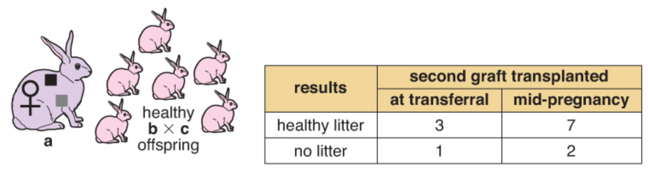 a
healthy
b × c
offspring
results
second graft transplanted
at transferral
mid-pregnancy
healthy litter 3 7
no litter 1 2